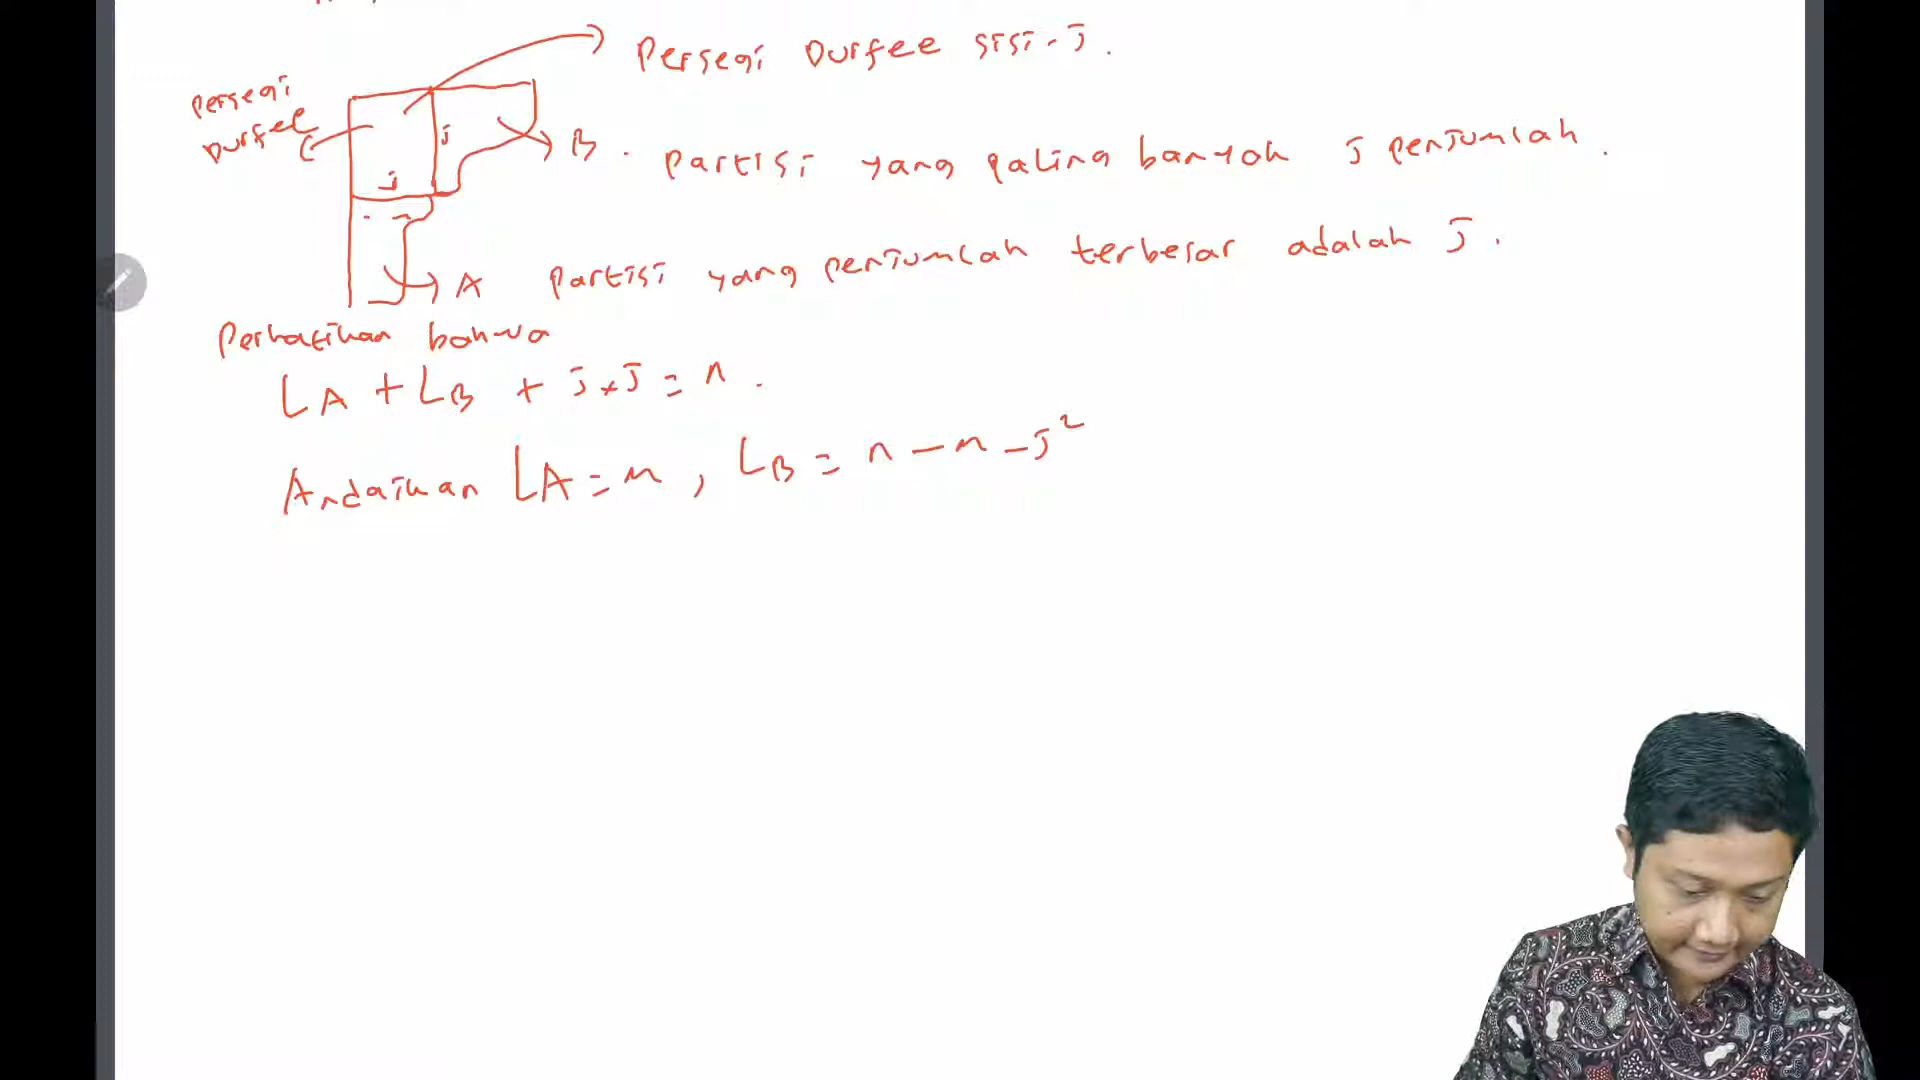 Persegi Durfee sisi-j.
Persegi
Durfee
j
B. Partisi yang paling banyak j penjumlah.
j
A Partisi yang penjumlah terbesar adalah j.
Perhatikan bahwa
LA + LB + j × j = n.
Andaikan LA = m, LB = n - m - j²